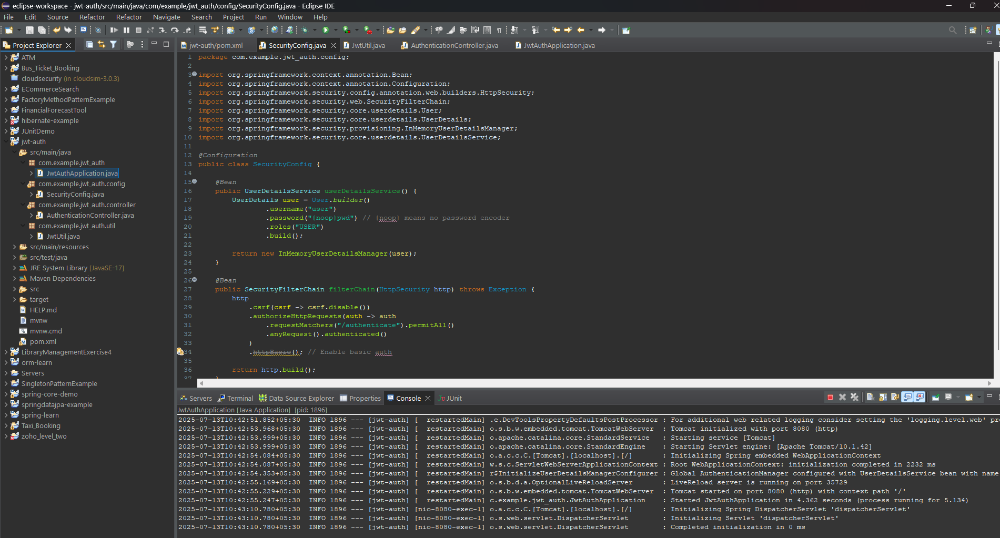 eclipse-workspace - jwt-auth/src/main/java/com/example/jwt_auth/config/SecurityConfig.java - Eclipse IDE
File Edit Source Refactor Refactor Navigate Search Project Run Window Help
Project Explorer
ATM
Bus_Ticket_Booking
cloudsecurity (in cloudsim-3.0.3)
ECommerceSearch
FactoryMethodPatternExample
FinancialForecastTool
hibernate-example
JUnitDemo
jwt-auth
src/main/java
com.example.jwt_auth
JwtAuthApplication.java
com.example.jwt_auth.config
SecurityConfig.java
com.example.jwt_auth.controller
AuthenticationController.java
com.example.jwt_auth.util
JwtUtil.java
src/main/resources
src/test/java
JRE System Library [JavaSE-17]
Maven Dependencies
src
target
HELP.md
mvnw
mvnw.cmd
pom.xml
LibraryManagementExercise4
orm-learn
Servers
SingletonPatternExample
spring-core-demo
springdatajpa-example
spring-learn
Taxi_Booking
zoho_level_two
jwt-auth/pom.xml SecurityConfig.java JwtUtil.java AuthenticationController.java JwtAuthApplication.java
1 package com.example.jwt_auth.config;
2
3 import org.springframework.context.annotation.Bean;
4 import org.springframework.context.annotation.Configuration;
5 import org.springframework.security.config.annotation.web.builders.HttpSecurity;
6 import org.springframework.security.web.SecurityFilterChain;
7 import org.springframework.security.core.userdetails.User;
8 import org.springframework.security.core.userdetails.UserDetails;
9 import org.springframework.security.provisioning.InMemoryUserDetailsManager;
10 import org.springframework.security.core.userdetails.UserDetailsService;
11
12 @Configuration
13 public class SecurityConfig {
14
15 @Bean
16 public UserDetailsService userDetailsService() {
17 UserDetails user = User.builder()
18 .username("user")
19 .password("{noop}pwd") // {noop} means no password encoder
20 .roles("USER")
21 .build();
22
23 return new InMemoryUserDetailsManager(user);
24 }
25
26 @Bean
27 public SecurityFilterChain filterChain(HttpSecurity http) throws Exception {
28 http
29 .csrf(csrf -> csrf.disable())
30 .authorizeHttpRequests(auth -> auth
31 .requestMatchers("/authenticate").permitAll()
32 .anyRequest().authenticated()
33 )
34 .httpBasic(); // Enable basic auth
35
36 return http.build();
37 }
Servers Terminal Data Source Explorer Properties Console JUnit
JwtAuthApplication [Java Application] [pid: 1896]
2025-07-13T10:42:51.852+05:30 INFO 1896 --- [jwt-auth] [ restartedMain] .e.DevToolsPropertyDefaultsPostProcessor : For additional web related logging consider setting the 'logging.level.web' pr
2025-07-13T10:42:53.968+05:30 INFO 1896 --- [jwt-auth] [ restartedMain] o.s.b.w.embedded.tomcat.TomcatWebServer : Tomcat initialized with port 8080 (http)
2025-07-13T10:42:53.999+05:30 INFO 1896 --- [jwt-auth] [ restartedMain] o.apache.catalina.core.StandardService : Starting service [Tomcat]
2025-07-13T10:42:53.999+05:30 INFO 1896 --- [jwt-auth] [ restartedMain] o.apache.catalina.core.StandardEngine : Starting Servlet engine: [Apache Tomcat/10.1.42]
2025-07-13T10:42:54.084+05:30 INFO 1896 --- [jwt-auth] [ restartedMain] o.a.c.c.C.[Tomcat].[localhost].[/] : Initializing Spring embedded WebApplicationContext
2025-07-13T10:42:54.087+05:30 INFO 1896 --- [jwt-auth] [ restartedMain] w.s.c.ServletWebServerApplicationContext : Root WebApplicationContext: initialization completed in 2232 ms
2025-07-13T10:42:54.353+05:30 INFO 1896 --- [jwt-auth] [ restartedMain] r$InitializeUserDetailsManagerConfigurer : Global AuthenticationManager configured with UserDetailsService bean with name
2025-07-13T10:42:55.169+05:30 INFO 1896 --- [jwt-auth] [ restartedMain] o.s.b.d.a.OptionalLiveReloadServer : LiveReload server is running on port 35729
2025-07-13T10:42:55.229+05:30 INFO 1896 --- [jwt-auth] [ restartedMain] o.s.b.w.embedded.tomcat.TomcatWebServer : Tomcat started on port 8080 (http) with context path '/'
2025-07-13T10:42:55.247+05:30 INFO 1896 --- [jwt-auth] [ restartedMain] c.example.jwt_auth.JwtAuthApplication : Started JwtAuthApplication in 4.362 seconds (process running for 5.134)
2025-07-13T10:43:10.780+05:30 INFO 1896 --- [jwt-auth] [nio-8080-exec-1] o.a.c.c.C.[Tomcat].[localhost].[/] : Initializing Spring DispatcherServlet 'dispatcherServlet'
2025-07-13T10:43:10.780+05:30 INFO 1896 --- [jwt-auth] [nio-8080-exec-1] o.s.web.servlet.DispatcherServlet : Initializing Servlet 'dispatcherServlet'
2025-07-13T10:43:10.780+05:30 INFO 1896 --- [jwt-auth] [nio-8080-exec-1] o.s.web.servlet.DispatcherServlet : Completed initialization in 0 ms